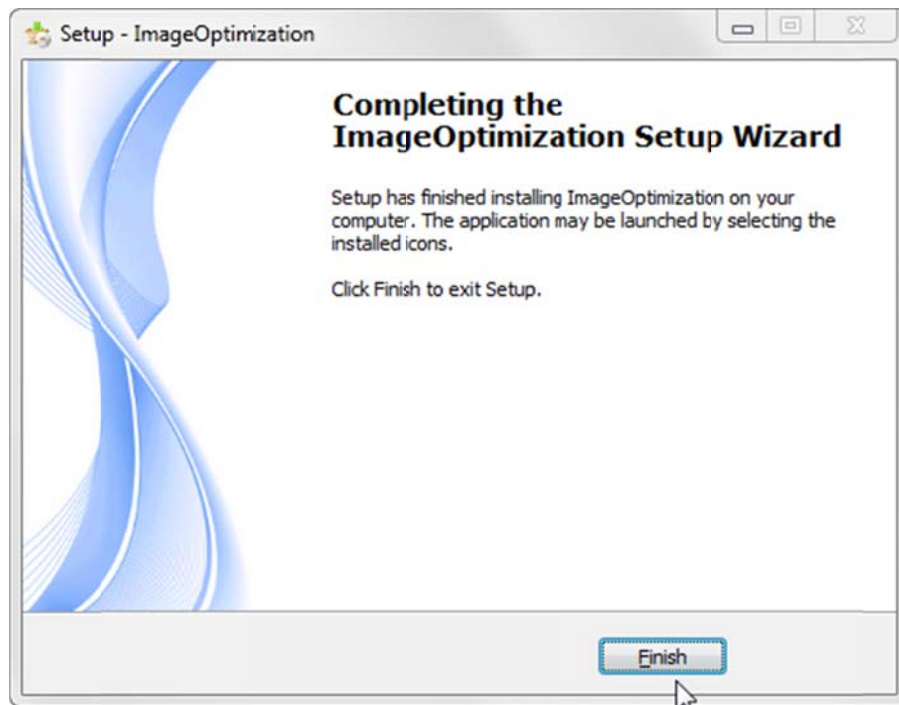 Setup - ImageOptimization
Completing the
ImageOptimization Setup Wizard
Setup has finished installing ImageOptimization on your
computer. The application may be launched by selecting the
installed icons.
Click Finish to exit Setup.
Finish